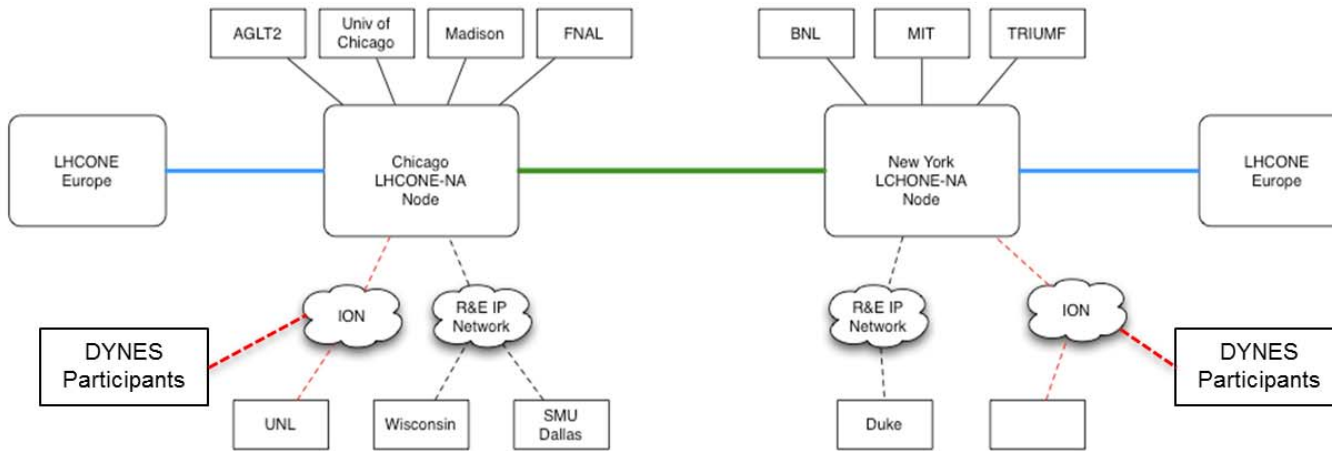 AGLT2
Univ of
Chicago
Madison
FNAL
BNL
MIT
TRIUMF
LHCONE
Europe
Chicago
LHCONE-NA
Node
New York
LCHONE-NA
Node
LHCONE
Europe
ION
R&E IP
Network
R&E IP
Network
ION
DYNES
Participants
DYNES
Participants
UNL
Wisconsin
SMU
Dallas
Duke